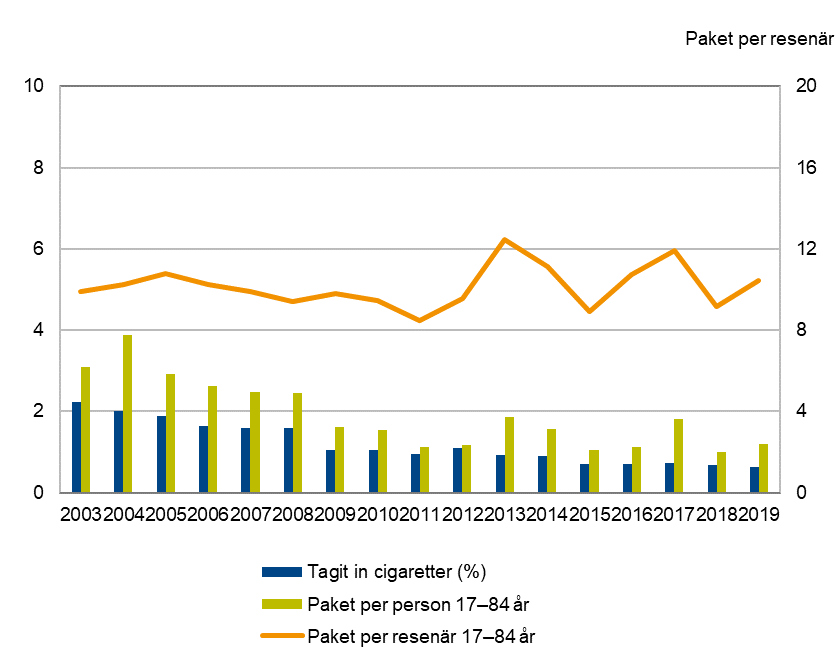 Paket per resenär
10 20
8 16
6 12
4 8
2 4
0 0
2003 2004 2005 2006 2007 2008 2009 2010 2011 2012 2013 2014 2015 2016 2017 2018 2019
Tagit in cigaretter (%)
Paket per person 17–84 år
Paket per resenär 17–84 år